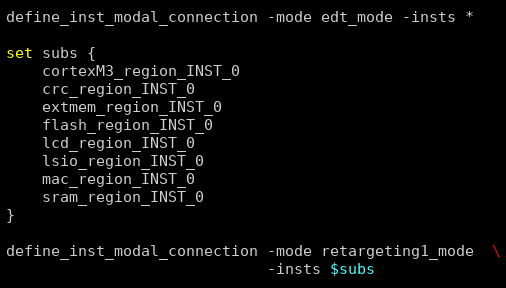 define_inst_modal_connection -mode edt_mode -insts *
set subs {
    cortexM3_region_INST_0
    crc_region_INST_0
    extmem_region_INST_0
    flash_region_INST_0
    lcd_region_INST_0
    lsio_region_INST_0
    mac_region_INST_0
    sram_region_INST_0
}
define_inst_modal_connection -mode retargeting1_mode  \
                             -insts $subs